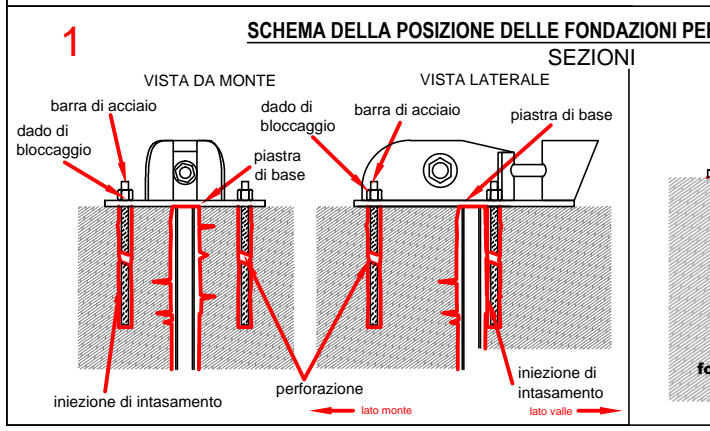 1
SCHEMA DELLA POSIZIONE DELLE FONDAZIONI
SEZIONI
VISTA DA MONTE
VISTA LATERALE
barra di acciaio
dado di
bloccaggio
piastra
di base
dado di
bloccaggio
barra di acciaio
piastra di base
iniezione di intasamento
perforazione
iniezione di
intasamento
lato monte
lato valle